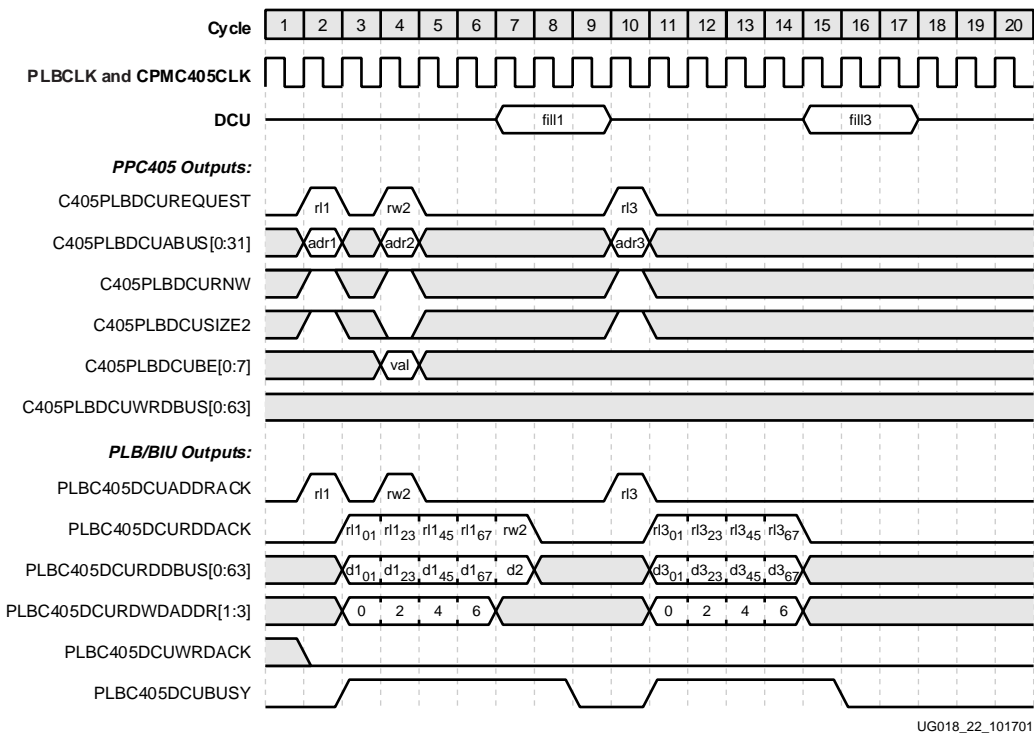 Cycle 1 2 3 4 5 6 7 8 9 10 11 12 13 14 15 16 17 18 19 20
PLBCLK and CPMC405CLK
DCU fill1 fill3
PPC405 Outputs:
C405PLBDCUREQUEST rl1 rw2 rl3
C405PLBDCUABUS[0:31] adr1 adr2 adr3
C405PLBDCURNW
C405PLBDCUSIZE2
C405PLBDCUBE[0:7] val
C405PLBDCUWRDBUS[0:63]
PLB/BIU Outputs:
PLBC405DCUADDRACK rl1 rw2 rl3
PLBC405DCURDDACK rl1₀₁ rl1₂₃ rl1₄₅ rl1₆₇ rw2 rl3₀₁ rl3₂₃ rl3₄₅ rl3₆₇
PLBC405DCURDDBUS[0:63] d1₀₁ d1₂₃ d1₄₅ d1₆₇ d2 d3₀₁ d3₂₃ d3₄₅ d3₆₇
PLBC405DCURDWDADDR[1:3] 0 2 4 6 0 2 4 6
PLBC405DCUWRDACK
PLBC405DCUBUSY
UG018_22_101701